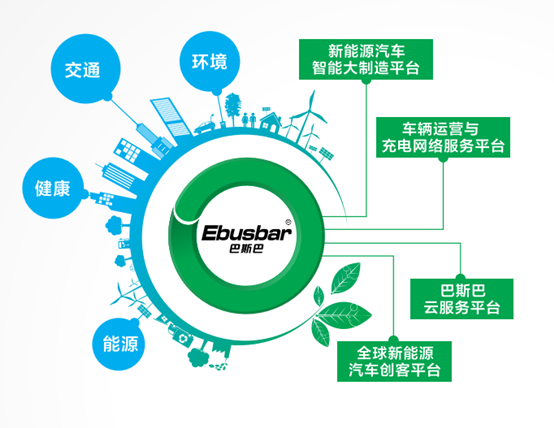 交通
环境
健康
能源
Ebusbar®
巴斯巴
新能源汽车
智能大制造平台
车辆运营与
充电网络服务平台
巴斯巴
云服务平台
全球新能源
汽车创客平台